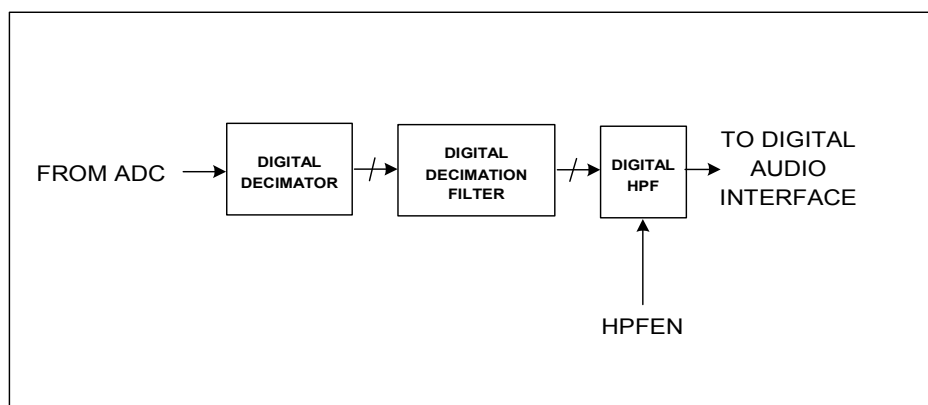 FROM ADC
DIGITAL
DECIMATOR
DIGITAL
DECIMATION
FILTER
DIGITAL
HPF
TO DIGITAL
AUDIO
INTERFACE
HPFEN